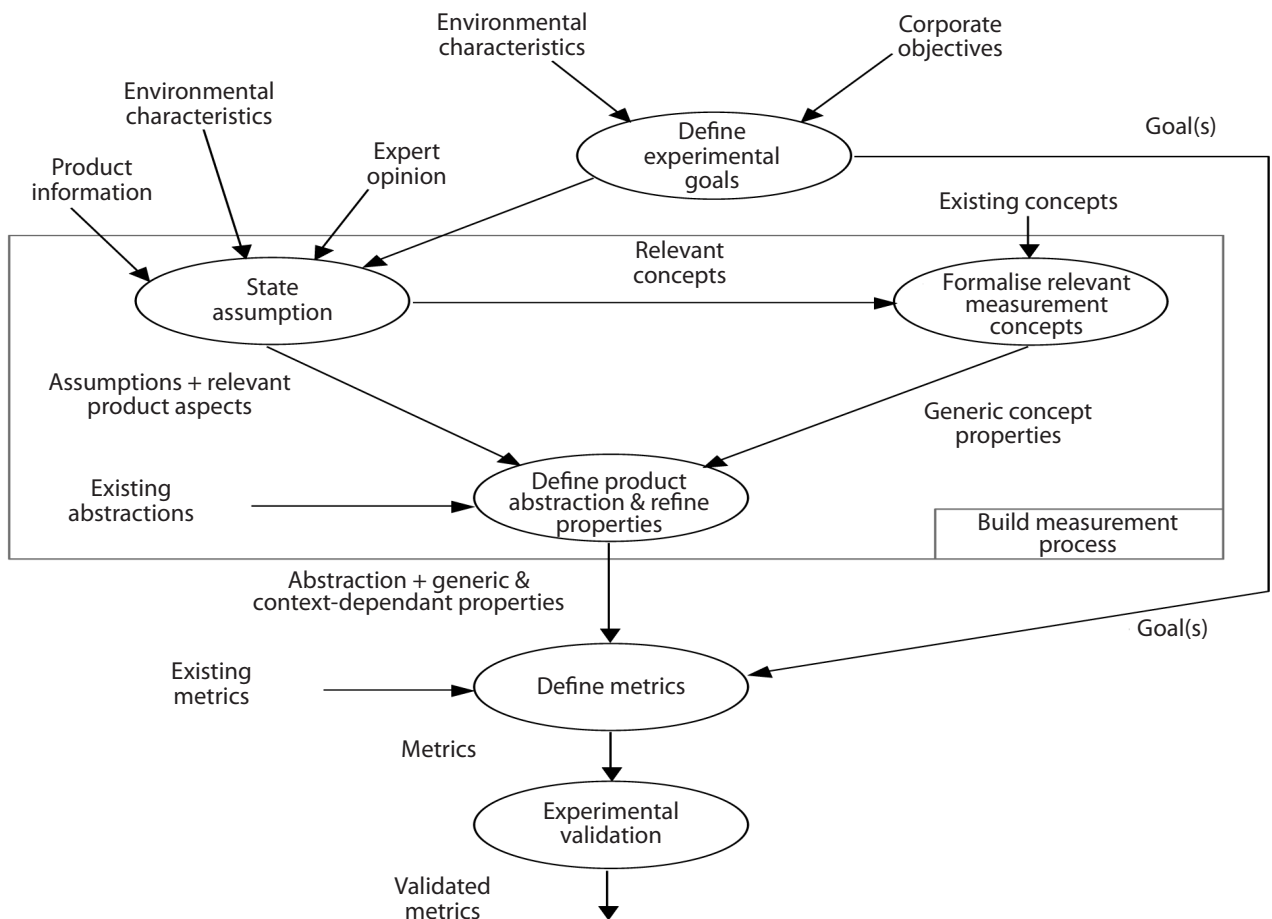 Environmental
characteristics
Corporate
objectives
Environmental
characteristics
Define
experimental
goals
Goal(s)
Expert
opinion
Product
information
Existing concepts
Relevant
concepts
State
assumption
Formalise relevant
measurement
concepts
Assumptions + relevant
product aspects
Generic concept
properties
Define product
abstraction & refine
properties
Existing
abstractions
Build measurement
process
Abstraction + generic &
context-dependant properties
Goal(s)
Existing
metrics
Define metrics
Metrics
Experimental
validation
Validated
metrics